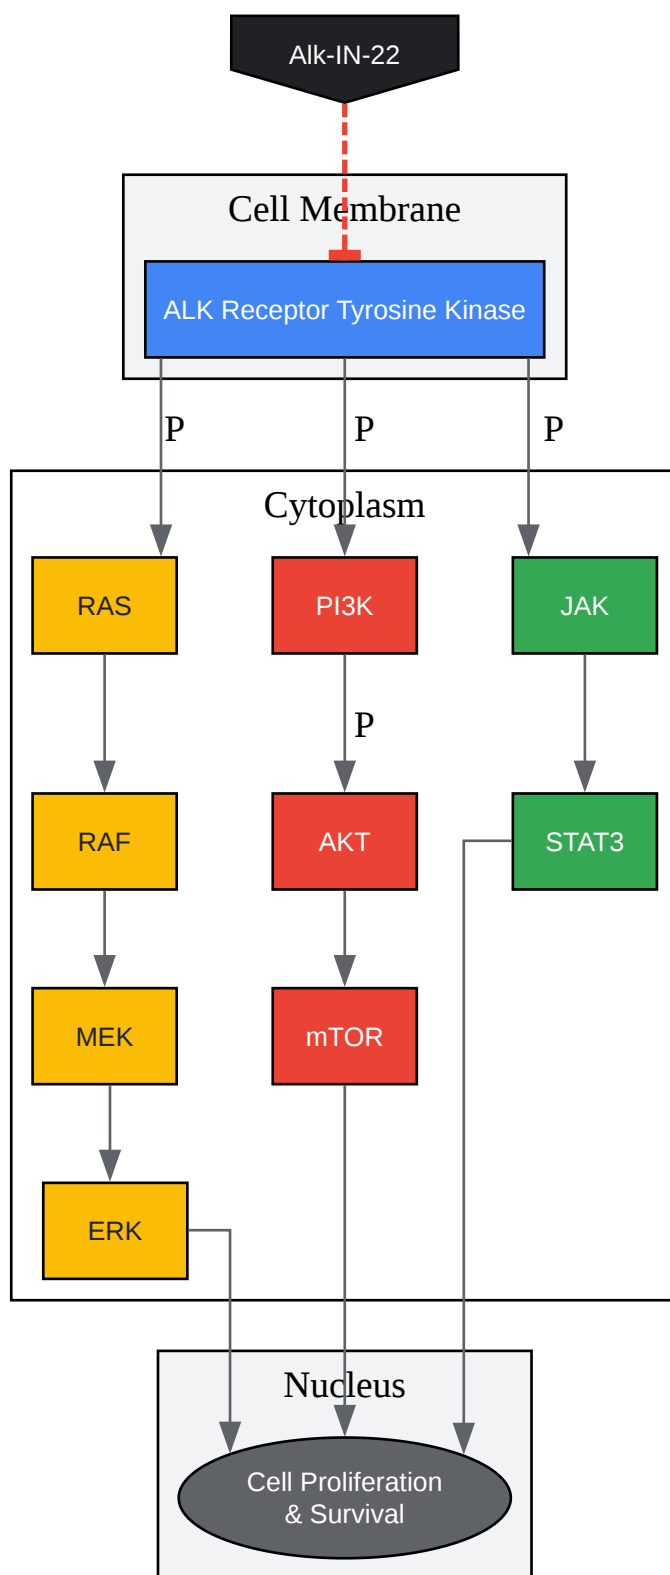 Alk-IN-22
Cell Membrane
ALK Receptor Tyrosine Kinase
P
P
P
Cytoplasm
RAS
PI3K
JAK
P
RAF
AKT
STAT3
MEK
mTOR
ERK
Nucleus
Cell Proliferation
& Survival